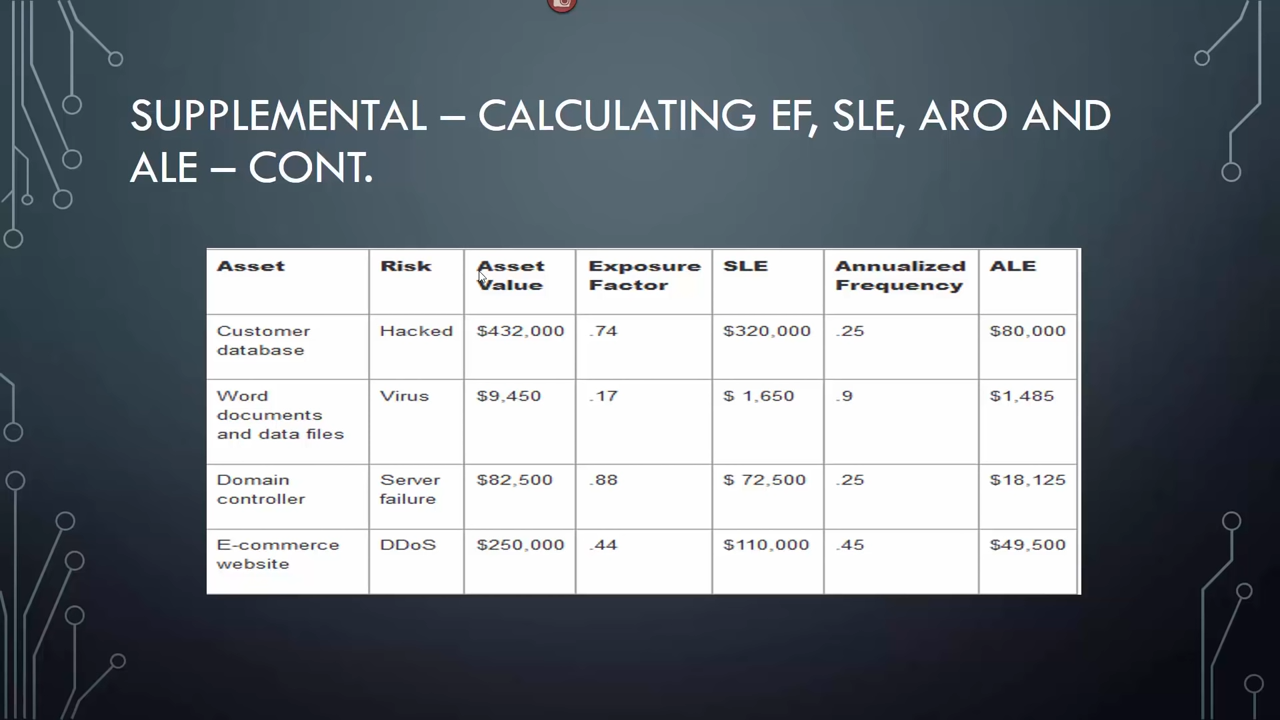 SUPPLEMENTAL – CALCULATING EF, SLE, ARO AND
ALE – CONT.
Asset Risk Asset Value Exposure Factor SLE Annualized Frequency ALE
Customer database Hacked $432,000 .74 $320,000 .25 $80,000
Word documents and data files Virus $9,450 .17 $ 1,650 .9 $1,485
Domain controller Server failure $82,500 .88 $ 72,500 .25 $18,125
E-commerce website DDoS $250,000 .44 $110,000 .45 $49,500